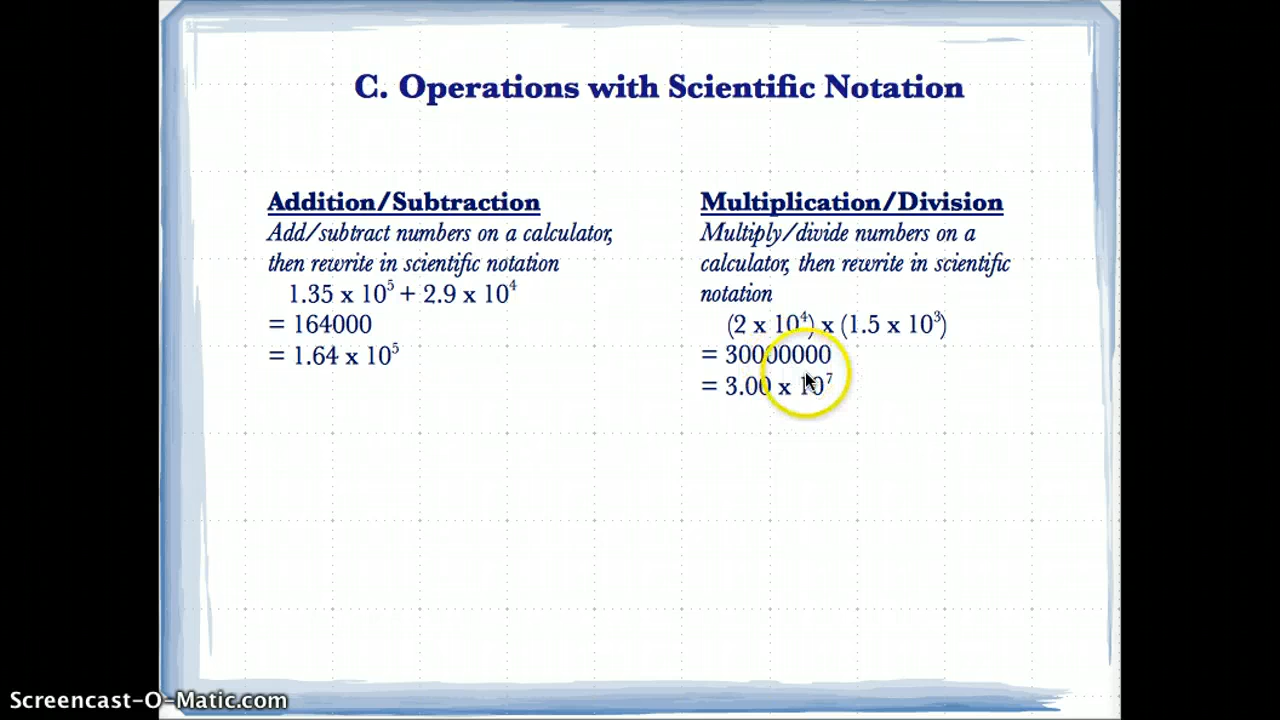 C. Operations with Scientific Notation
Addition/Subtraction
Add/subtract numbers on a calculator,
then rewrite in scientific notation
1.35 x 10⁵ + 2.9 x 10⁴
= 164000
= 1.64 x 10⁵
Multiplication/Division
Multiply/divide numbers on a
calculator, then rewrite in scientific
notation
(2 x 10⁴) x (1.5 x 10³)
= 30000000
= 3.00 x 10⁷
Screencast-O-Matic.com